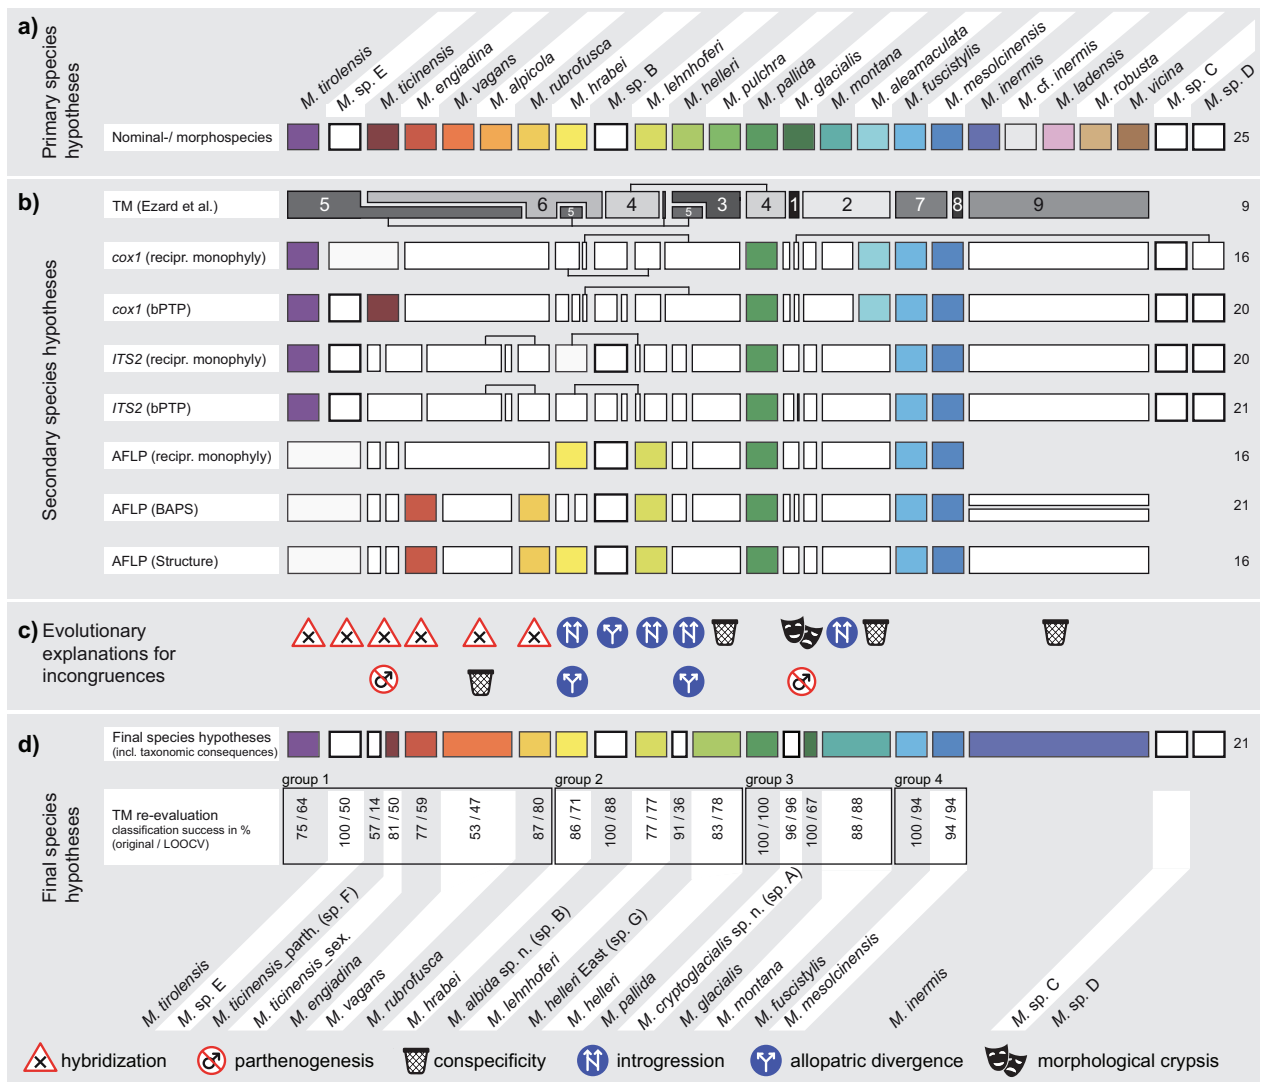 a)
Primary species
hypotheses
M. tirolensis
M. sp. E
M. ticinensis
M. engiadina
M. vagans
M. alpicola
M. rubrofusca
M. hrabei
M. sp. B
M. lehnhoferi
M. helleri
M. pulchra
M. pallida
M. glacialis
M. montana
M. aleamaculata
M. fuscistylis
M. mesolcinensis
M. inermis
M. cf. inermis
M. ladensis
M. robusta
M. vicina
M. sp. C
M. sp. D
Nominal-/ morphospecies
25
b)
Secondary species hypotheses
TM (Ezard et al.)
5 6 5 4 5 3 4 1 2 7 8 9
9
cox1 (recipr. monophyly)
16
cox1 (bPTP)
20
ITS2 (recipr. monophyly)
20
ITS2 (bPTP)
21
AFLP (recipr. monophyly)
16
AFLP (BAPS)
21
AFLP (Structure)
16
c) Evolutionary
explanations for
incongruences
d)
Final species
hypotheses
Final species hypotheses
(incl. taxonomic consequences)
21
group 1
group 2
group 3
group 4
TM re-evaluation
classification success in %
(original / LOOCV)
75 / 64
100 / 50
57 / 14
81 / 50
77 / 59
53 / 47
87 / 80
86 / 71
100 / 88
77 / 77
91 / 36
83 / 78
100 / 100
96 / 96
100 / 67
88 / 88
100 / 94
94 / 94
M. tirolensis
M. sp. E
M. ticinensis_parth. (sp. F)
M. ticinensis_sex.
M. engiadina
M. vagans
M. rubrofusca
M. hrabei
M. albida sp. n. (sp. B)
M. lehnhoferi
M. helleri East (sp. G)
M. helleri
M. pallida
M. cryptoglacialis sp. n. (sp. A)
M. glacialis
M. montana
M. fuscistylis
M. mesolcinensis
M. inermis
M. sp. C
M. sp. D
hybridization
parthenogenesis
conspecificity
introgression
allopatric divergence
morphological crypsis